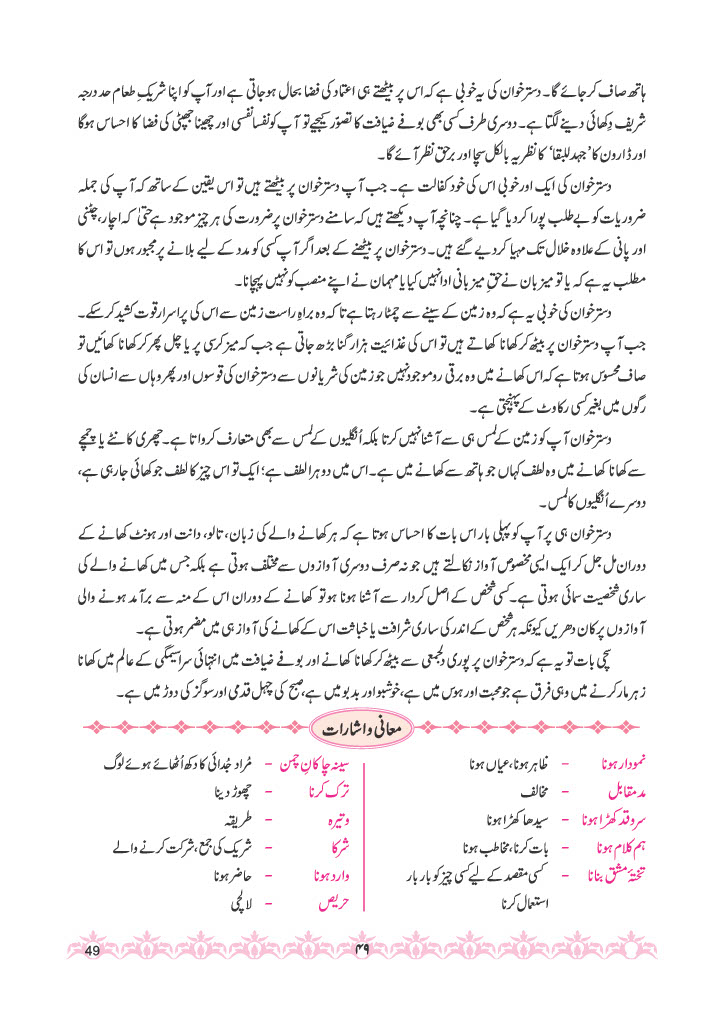 ہاتھ صاف کر جائے گا۔ دسترخوان کی یہ خوبی ہے کہ اس پر بیٹھتے ہی اعتماد کی فضا بحال ہو جاتی ہے اور آپ کو اپنا شریکِ طعام حد درجہ
شریف دِکھائی دینے لگتا ہے۔ دوسری طرف کسی بھی بوفے ضیافت کا تصوّر کیجیے تو آپ کو نفسا نفسی اور چھینا جھپٹی کی فضا کا احساس ہوگا
اور ڈارون کا ’جہد للبقا‘ کا نظریہ بالکل سچا اور برحق نظر آئے گا۔
دسترخوان کی ایک اور خوبی اس کی خود کفالت ہے۔ جب آپ دسترخوان پر بیٹھتے ہیں تو اس یقین کے ساتھ کہ آپ کی جملہ
ضروریات کو بے طلب پورا کر دیا گیا ہے۔ چنانچہ آپ دیکھتے ہیں کہ سامنے دسترخوان پر ضرورت کی ہر چیز موجود ہے حتیٰ کہ اچار، چٹنی
اور پانی کے علاوہ خلال تک مہیا کر دیے گئے ہیں۔ دسترخوان پر بیٹھنے کے بعد اگر آپ کسی کو مدد کے لیے بلانے پر مجبور ہوں تو اس کا
مطلب یہ ہے کہ یا تو میزبان نے حقِ میزبانی ادا نہیں کیا یا مہمان نے اپنے منصب کو نہیں پہچانا۔
دسترخوان کی خوبی یہ ہے کہ وہ زمین کے سینے سے چمٹا رہتا ہے تاکہ وہ براہِ راست زمین سے اس کی پراسرار قوت کشید کر سکے۔
جب آپ دسترخوان پر بیٹھ کر کھانا کھاتے ہیں تو اس کی غذائیت ہزار گنا بڑھ جاتی ہے جب کہ میز کرسی پر یا چل پھر کر کھانا کھائیں تو
صاف محسوس ہوتا ہے کہ اس کھانے میں وہ برقی رو موجود نہیں جو زمین کی شریانوں سے دسترخوان کی قوسوں اور پھر وہاں سے انسان کی
رگوں میں بغیر کسی رکاوٹ کے پہنچتی ہے۔
دسترخوان آپ کو زمین کے لمس ہی سے آشنا نہیں کرتا بلکہ اُنگلیوں کے لمس سے بھی متعارف کرواتا ہے۔ چھری کانٹے یا چمچے
سے کھانا کھانے میں وہ لطف کہاں جو ہاتھ سے کھانے میں ہے۔ اس میں دوہرا لطف ہے؛ ایک تو اس چیز کا لطف جو کھائی جا رہی ہے،
دوسرے اُنگلیوں کا لمس۔
دسترخوان ہی پر آپ کو پہلی بار اس بات کا احساس ہوتا ہے کہ ہر کھانے والے کی زبان، تالو، دانت اور ہونٹ کھانے کے
دوران مل جل کر ایک ایسی مخصوص آواز نکالتے ہیں جو نہ صرف دوسری آوازوں سے مختلف ہوتی ہے بلکہ جس میں کھانے والے کی
ساری شخصیت سمائی ہوتی ہے۔ کسی شخص کے اصل کردار سے آشنا ہونا ہو تو کھانے کے دوران اس کے منہ سے برآمد ہونے والی
آوازوں پر کان دھریں کیونکہ ہر شخص کے اندر کی ساری شرافت یا خباثت اس کے کھانے کی آواز ہی میں مضمر ہوتی ہے۔
سچی بات تو یہ ہے کہ دسترخوان پر پوری دلجمعی سے بیٹھ کر کھانا کھانے اور بوفے ضیافت میں انتہائی سراسیمگی کے عالم میں کھانا
زہر مار کرنے میں وہی فرق ہے جو محبت اور ہوس میں ہے، خوشبو اور بدبو میں ہے، صبح کی چہل قدمی اور سو گز کی دوڑ میں ہے۔
معانی و اشارات
نمودار ہونا - ظاہر ہونا، عیاں ہونا
مدمقابل - مخالف
سروقد کھڑا ہونا - سیدھا کھڑا ہونا
ہم کلام ہونا - بات کرنا، مخاطب ہونا
تختۂ مشق بنانا - کسی مقصد کے لیے کسی چیز کو بار بار
استعمال کرنا
سینہ چاکانِ چمن - مُراد جُدائی کا دکھ اُٹھائے ہوئے لوگ
ترک کرنا - چھوڑ دینا
وتیرہ - طریقہ
شرکا - شریک کی جمع، شرکت کرنے والے
وارد ہونا - حاضر ہونا
حریص - لالچی
۴۹
49